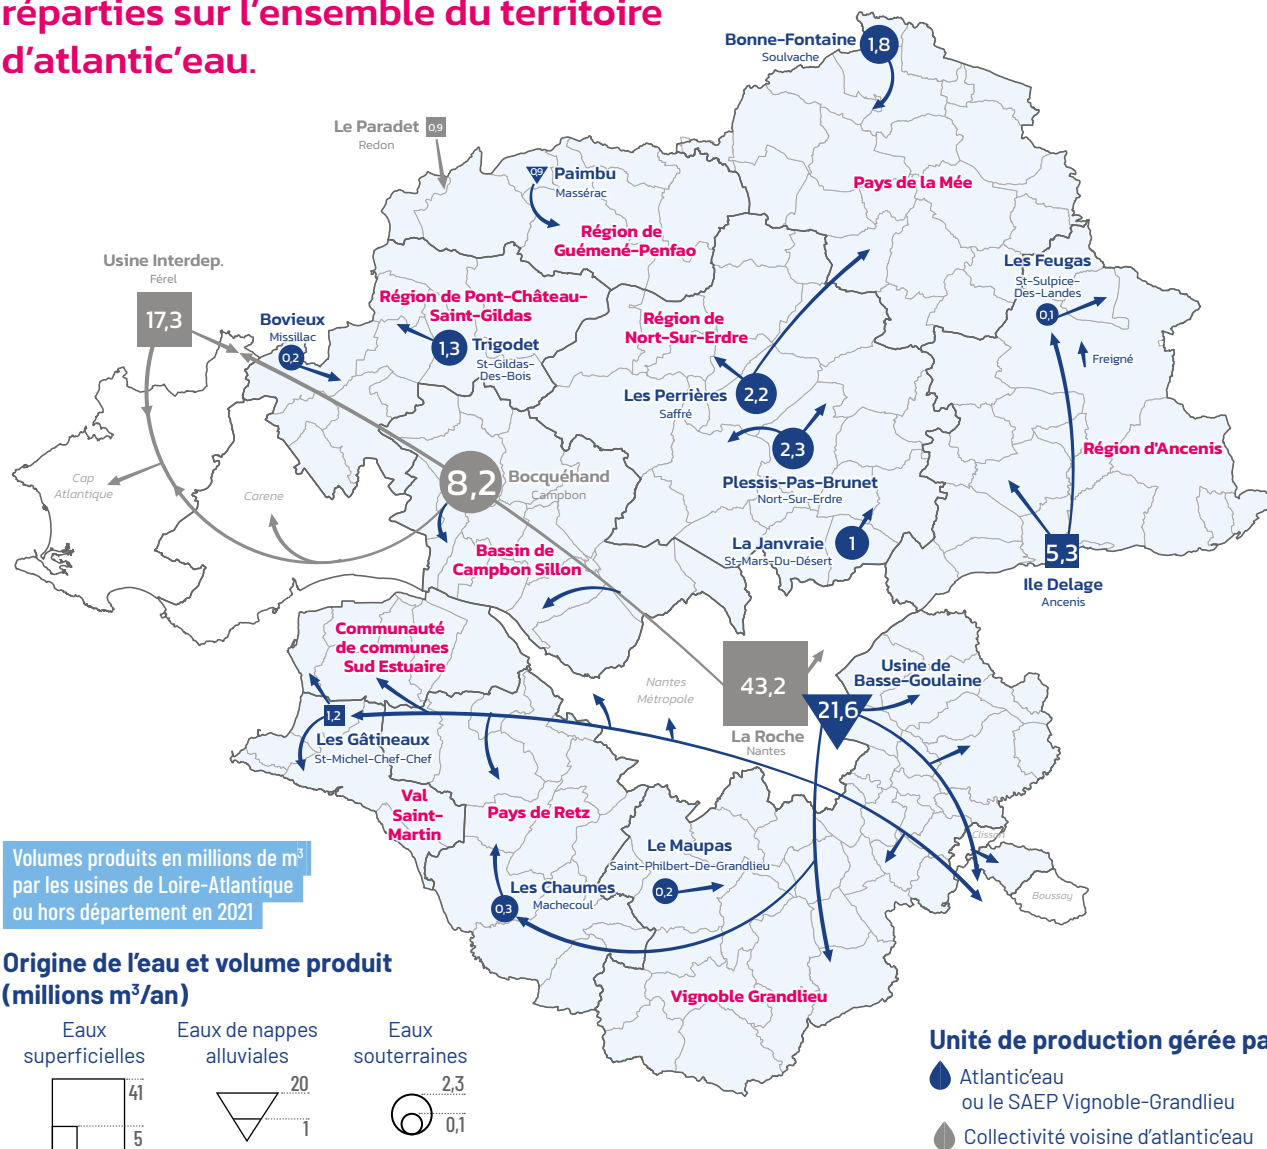 réparties sur l'ensemble du territoire
d'atlantic'eau.
Bonne-Fontaine
Soulvache
1,8
Le Paradet
Redon
0,9
0,9
Paimbu
Massérac
Pays de la Mée
Région de
Guémené-Penfao
Usine Interdep.
Férel
17,3
Les Feugas
St-Sulpice-
Des-Landes
0,1
Freigné
Région de Pont-Château-
Saint-Gildas
Bovieux
Missillac
0,2
1,3
Trigodet
St-Gildas-
Des-Bois
Région de
Nort-Sur-Erdre
Les Perrières
Saffré
2,2
2,3
Plessis-Pas-Brunet
Nort-Sur-Erdre
Région d'Ancenis
Cap
Atlantique
Carene
8,2
Bocquéhand
Campbon
La Janvraie
St-Mars-Du-Désert
1
5,3
Ile Delage
Ancenis
Bassin de
Campbon Sillon
Communauté
de communes
Sud Estuaire
Nantes
Métropole
43,2
La Roche
Nantes
21,6
Usine de
Basse-Goulaine
1,2
Les Gâtineaux
St-Michel-Chef-Chef
Val
Saint-
Martin
Pays de Retz
Le Maupas
Saint-Philbert-De-Grandlieu
0,2
Les Chaumes
Machecoul
0,3
Clisson
Boussay
Vignoble Grandlieu
Volumes produits en millions de m³
par les usines de Loire-Atlantique
ou hors département en 2021
Origine de l'eau et volume produit
(millions m³/an)
Eaux
superficielles
41
5
Eaux de nappes
alluviales
20
1
Eaux
souterraines
2,3
0,1
Unité de production gérée pa
Atlantic'eau
ou le SAEP Vignoble-Grandlieu
Collectivité voisine d'atlantic'eau